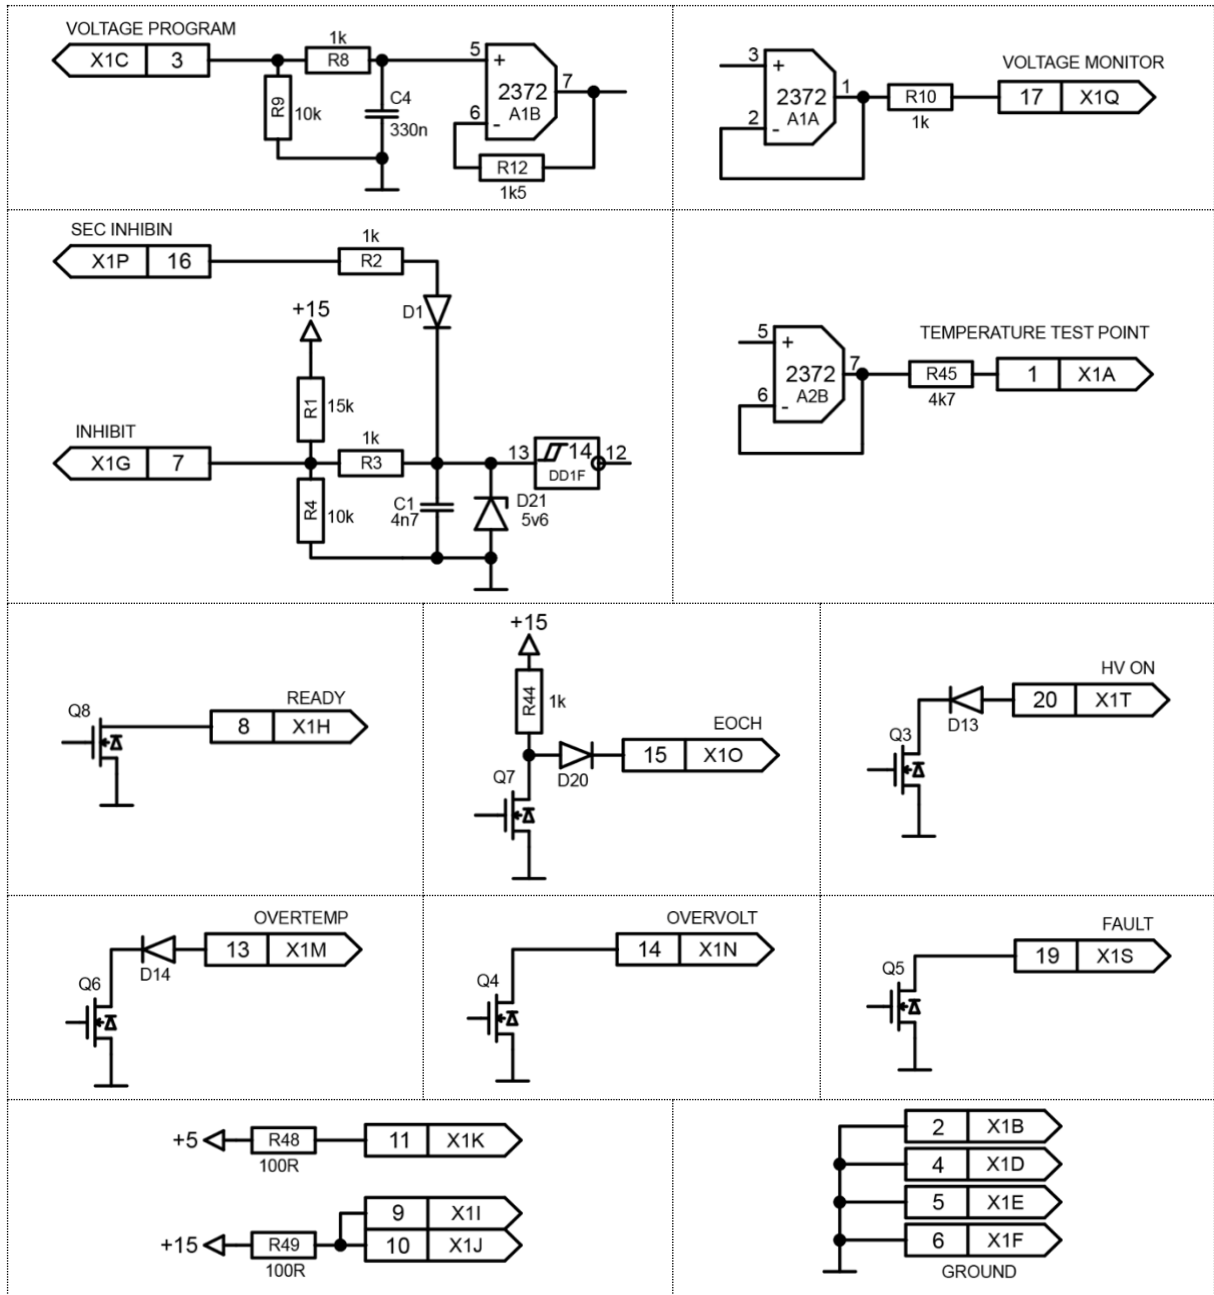 VOLTAGE PROGRAM
X1C 3
1k
R8
R9
10k
C4
330n
5
+
2372
A1B
7
6
-
R12
1k5
3
+
2372
A1A
1
2
-
R10
1k
VOLTAGE MONITOR
17 X1Q
SEC INHIBIN
X1P 16
1k
R2
D1
+15
R1
15k
INHIBIT
X1G 7
1k
R3
R4
10k
C1
4n7
D21
5v6
13
14
12
DD1F
5
+
2372
A2B
7
6
-
R45
4k7
TEMPERATURE TEST POINT
1 X1A
Q8
READY
8 X1H
+15
R44
1k
EOCH
15 X1O
D20
Q7
HV ON
20 X1T
D13
Q3
OVERTEMP
13 X1M
D14
Q6
OVERVOLT
14 X1N
Q4
FAULT
19 X1S
Q5
+5
R48
100R
11 X1K
+15
R49
100R
9 X1I
10 X1J
2 X1B
4 X1D
5 X1E
6 X1F
GROUND